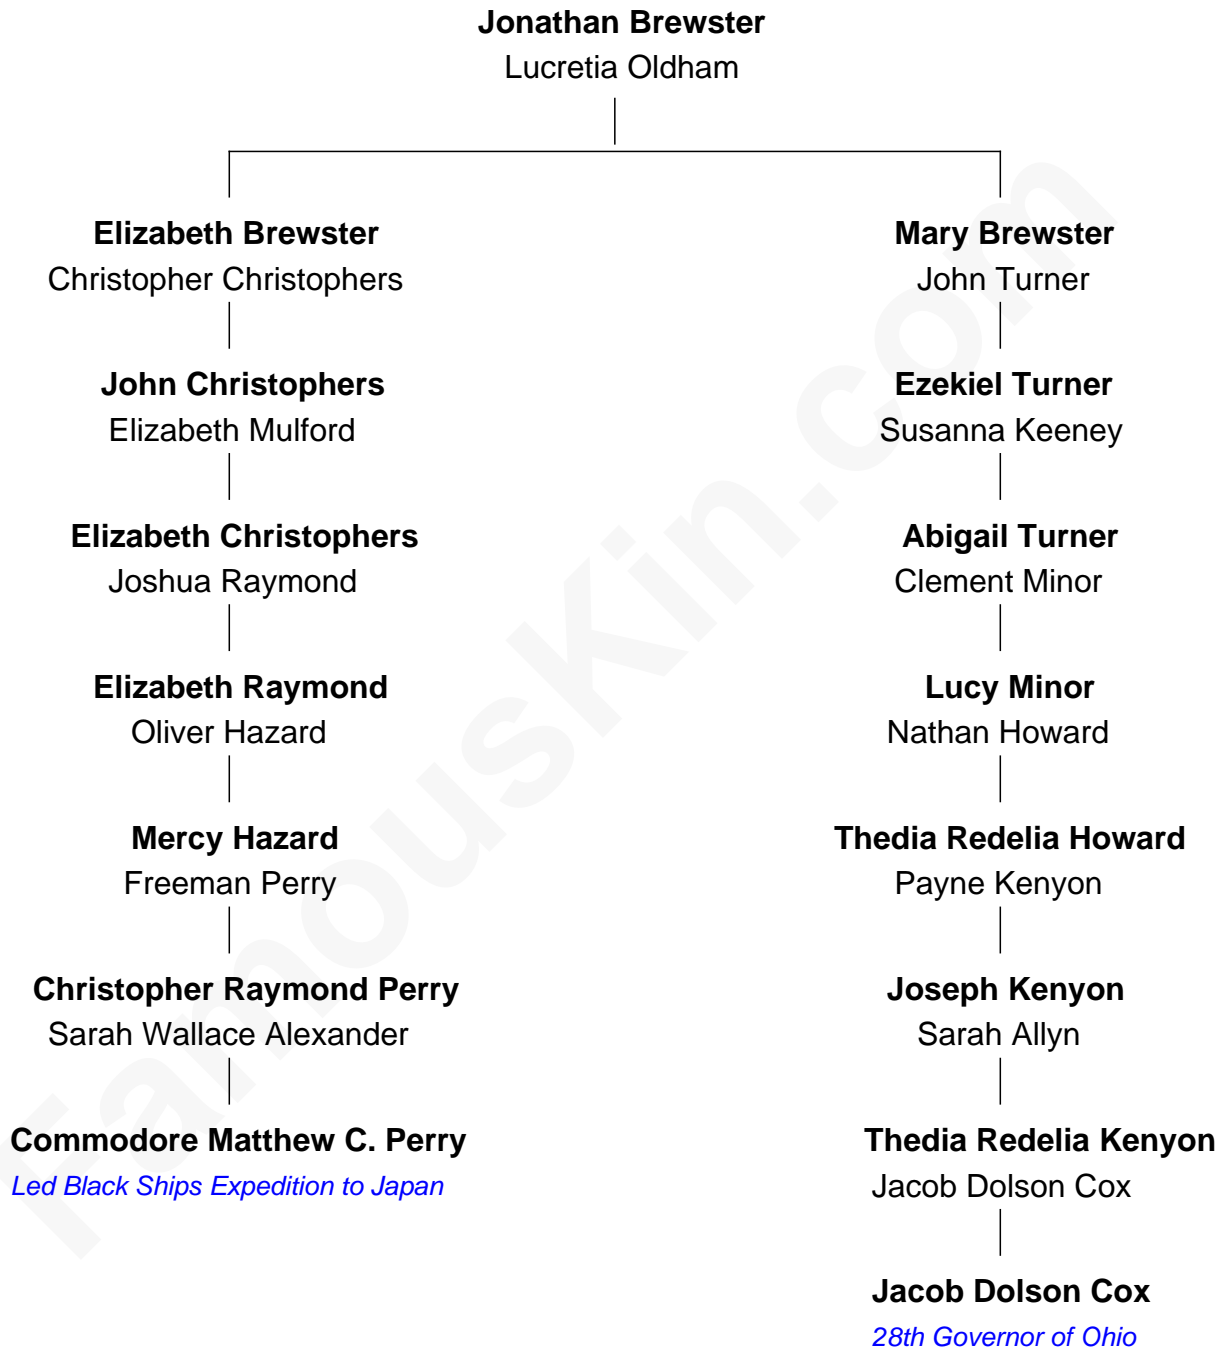 Jonathan Brewster
Lucretia Oldham
Elizabeth Brewster
Christopher Christophers
Mary Brewster
John Turner
John Christophers
Elizabeth Mulford
Ezekiel Turner
Susanna Keeney
Elizabeth Christophers
Joshua Raymond
Abigail Turner
Clement Minor
Elizabeth Raymond
Oliver Hazard
Lucy Minor
Nathan Howard
Mercy Hazard
Freeman Perry
Thedia Redelia Howard
Payne Kenyon
Christopher Raymond Perry
Sarah Wallace Alexander
Joseph Kenyon
Sarah Allyn
Commodore Matthew C. Perry
Led Black Ships Expedition to Japan
Thedia Redelia Kenyon
Jacob Dolson Cox
Jacob Dolson Cox
28th Governor of Ohio
FamousKin.com